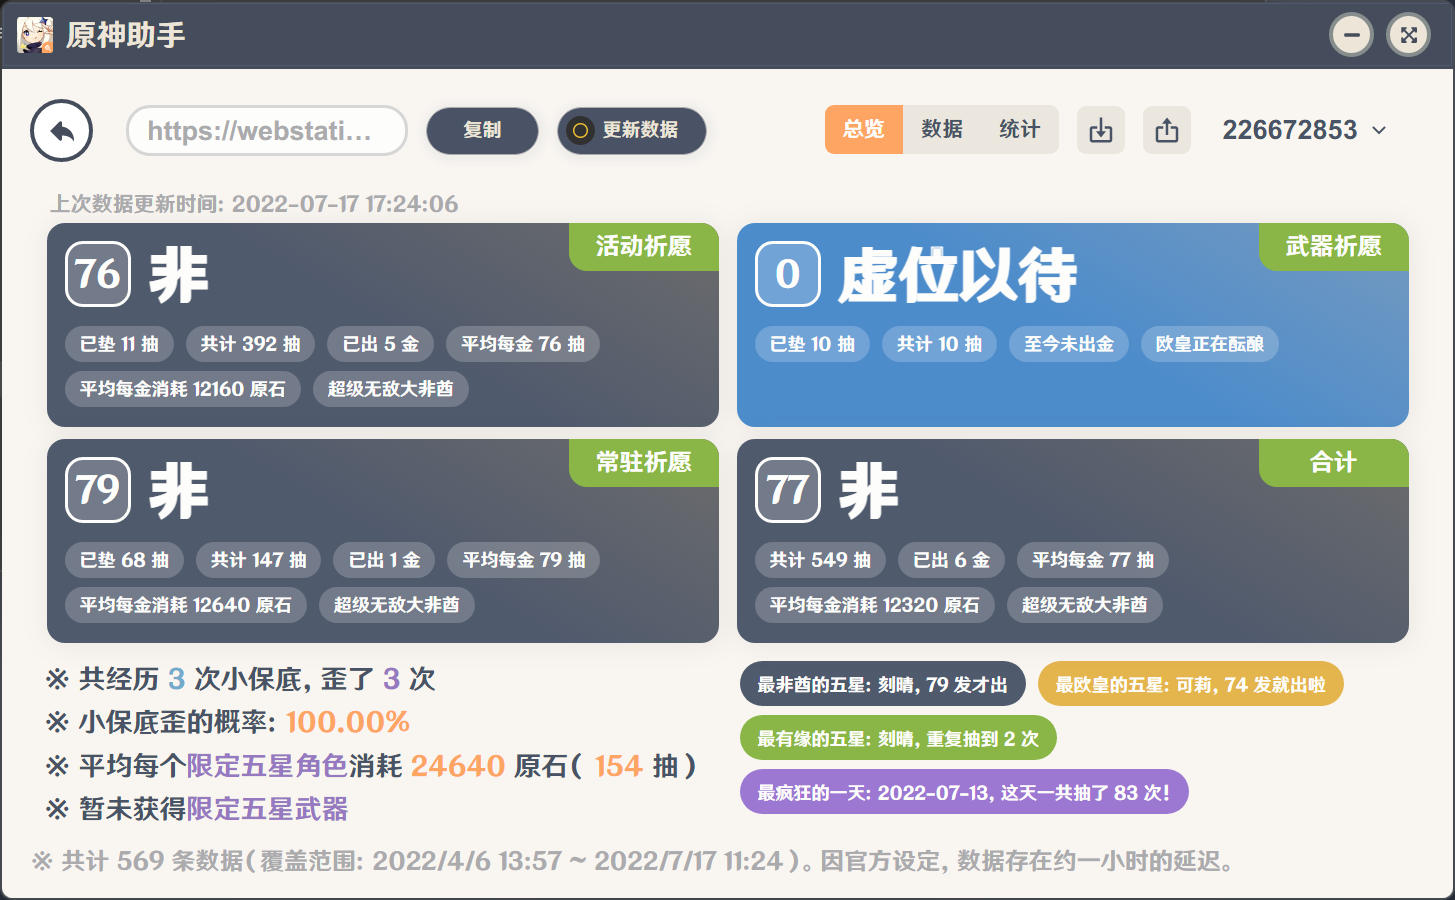 原神助手
https://webstati...
复制
更新数据
总览
数据
统计
226672853
上次数据更新时间: 2022-07-17 17:24:06
76
非
活动祈愿
已垫 11 抽
共计 392 抽
已出 5 金
平均每金 76 抽
平均每金消耗 12160 原石
超级无敌大非酋
0
虚位以待
武器祈愿
已垫 10 抽
共计 10 抽
至今未出金
欧皇正在酝酿
79
非
常驻祈愿
已垫 68 抽
共计 147 抽
已出 1 金
平均每金 79 抽
平均每金消耗 12640 原石
超级无敌大非酋
77
非
合计
共计 549 抽
已出 6 金
平均每金 77 抽
平均每金消耗 12320 原石
超级无敌大非酋
※ 共经历 3 次小保底, 歪了 3 次
※ 小保底歪的概率: 100.00%
※ 平均每个限定五星角色消耗 24640 原石( 154 抽 )
※ 暂未获得限定五星武器
最非酋的五星: 刻晴, 79 发才出
最欧皇的五星: 可莉, 74 发就出啦
最有缘的五星: 刻晴, 重复抽到 2 次
最疯狂的一天: 2022-07-13, 这天一共抽了 83 次!
※ 共计 569 条数据( 覆盖范围: 2022/4/6 13:57 ~ 2022/7/17 11:24 )。因官方设定, 数据存在约一小时的延迟。